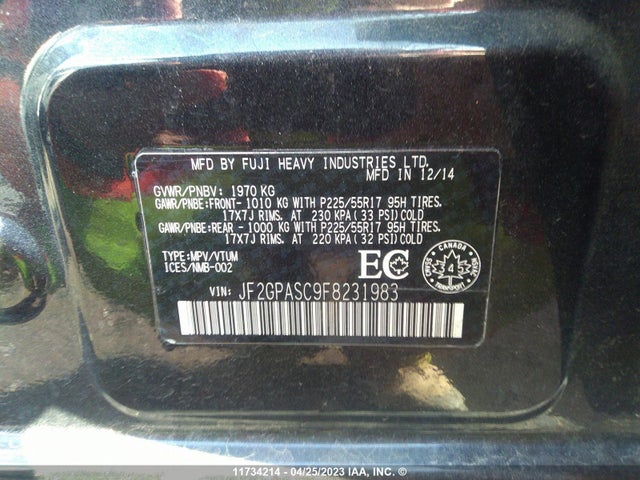 MFD BY FUJI HEAVY INDUSTRIES LTD.
MFD IN 12/14
GVWR/PNBV: 1970 KG
GAWR/PNBE:FRONT- 1010 KG WITH P225/55R17 95H TIRES.
17X7J RIMS. AT 230 KPA (33 PSI) COLD
GAWR/PNBE:REAR - 1000 KG WITH P225/55R17 95H TIRES.
17X7J RIMS. AT 220 KPA (32 PSI) COLD
TYPE:MPV/VTUM
ICES/NMB-002
EC
CANADA
4
TRANSPORT
VIN: JF2GPASC9F8231983
11734214 - 04/25/2023 IAA, INC. ©